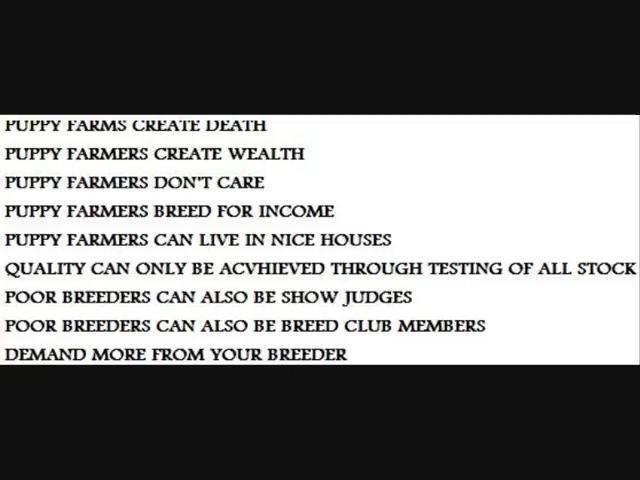 PUPPY FARMS CREATE DEATH
PUPPY FARMERS CREATE WEALTH
PUPPY FARMERS DON'T CARE
PUPPY FARMERS BREED FOR INCOME
PUPPY FARMERS CAN LIVE IN NICE HOUSES
QUALITY CAN ONLY BE ACVHIEVED THROUGH TESTING OF ALL STOCK
POOR BREEDERS CAN ALSO BE SHOW JUDGES
POOR BREEDERS CAN ALSO BE BREED CLUB MEMBERS
DEMAND MORE FROM YOUR BREEDER